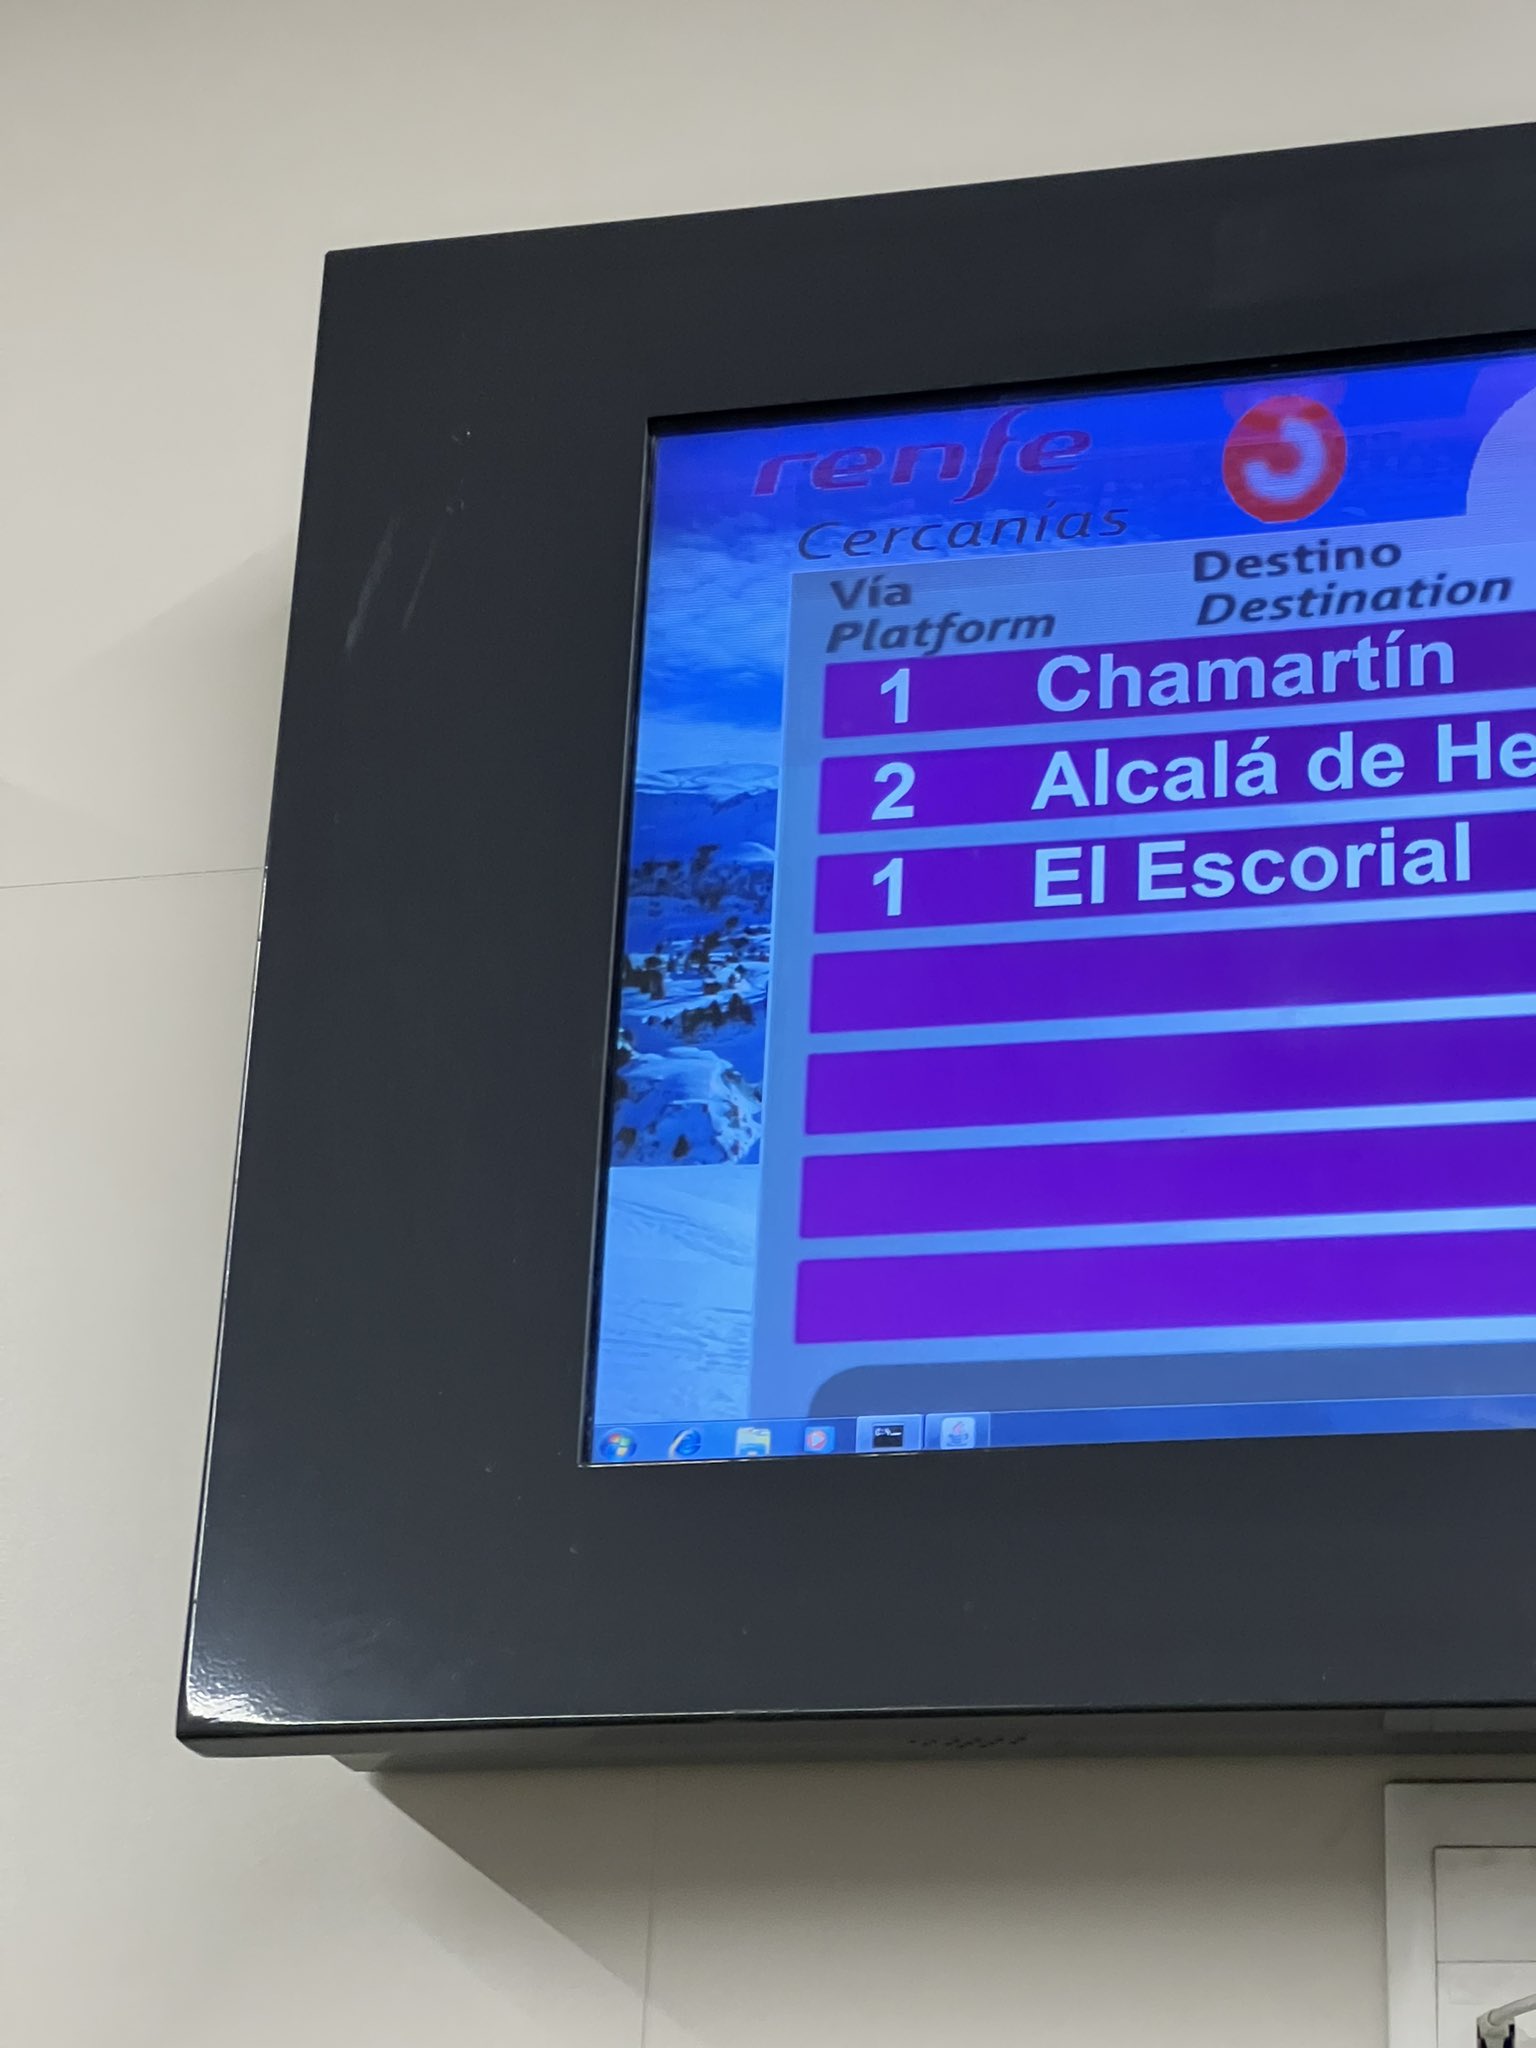 renfe
Cercanías
Vía Destino
Platform Destination
1 Chamartín
2 Alcalá de He
1 El Escorial